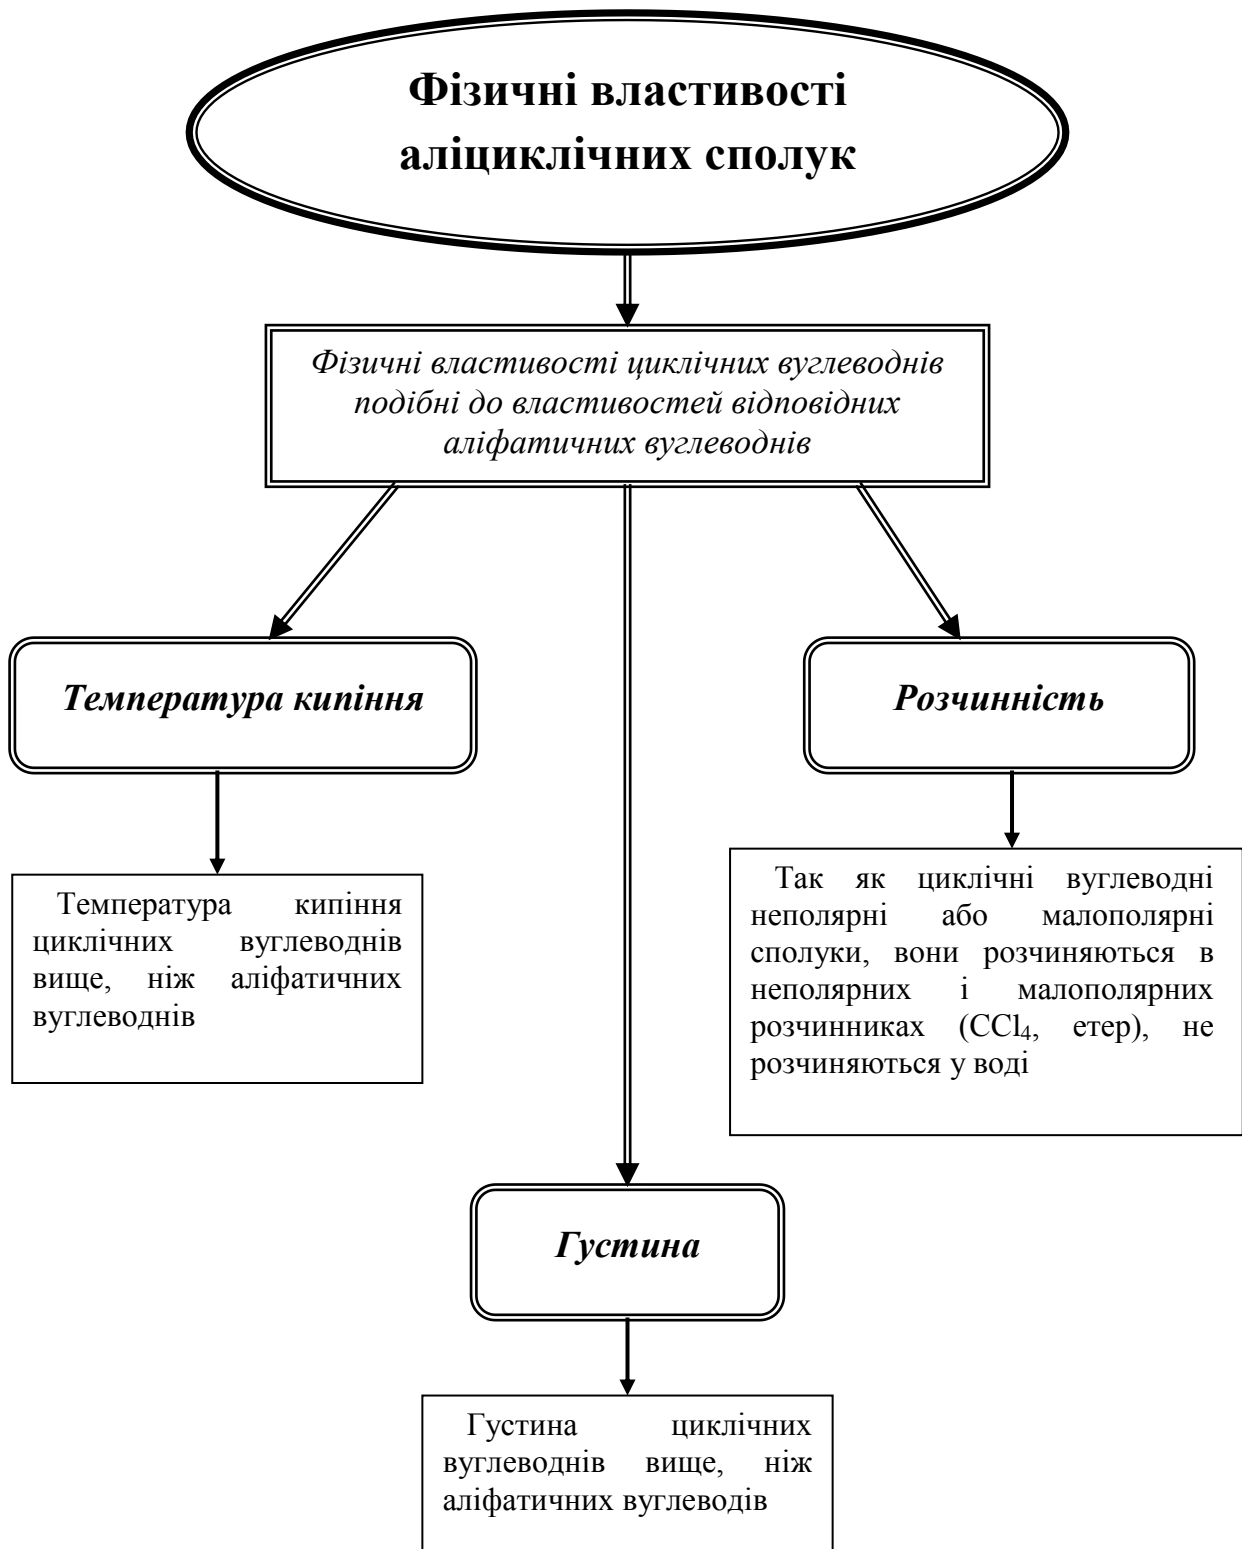 Фізичні властивості
аліциклічних сполук
Фізичні властивості циклічних вуглеводнів
подібні до властивостей відповідних
аліфатичних вуглеводнів
Температура кипіння
Температура кипіння
циклічних вуглеводнів
вище, ніж аліфатичних
вуглеводнів
Розчинність
Так як циклічні вуглеводні
неполярні або малополярні
сполуки, вони розчиняються в
неполярних і малополярних
розчинниках (CCl₄, етер), не
розчиняються у воді
Густина
Густина циклічних
вуглеводнів вище, ніж
аліфатичних вуглеводів